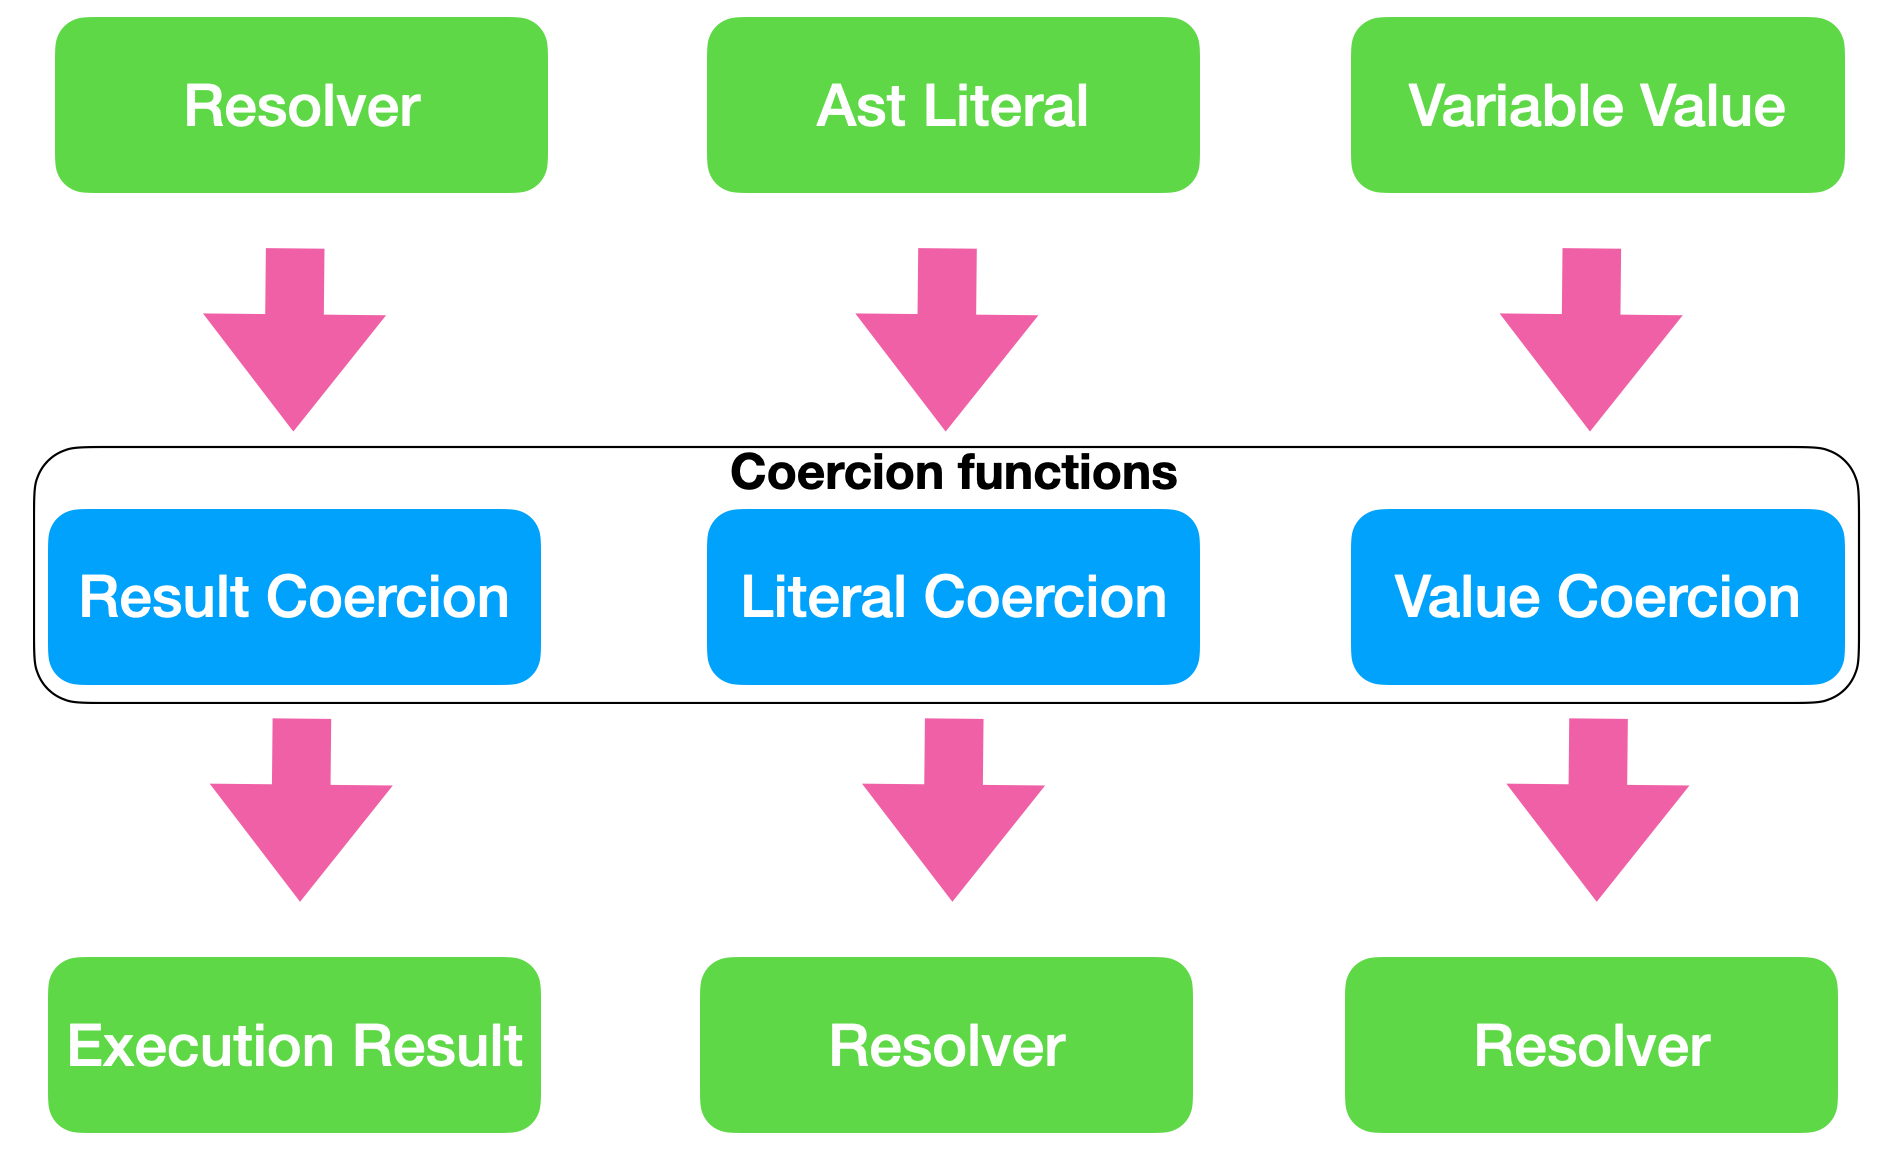 Resolver
Ast Literal
Variable Value
Coercion functions
Result Coercion
Literal Coercion
Value Coercion
Execution Result
Resolver
Resolver